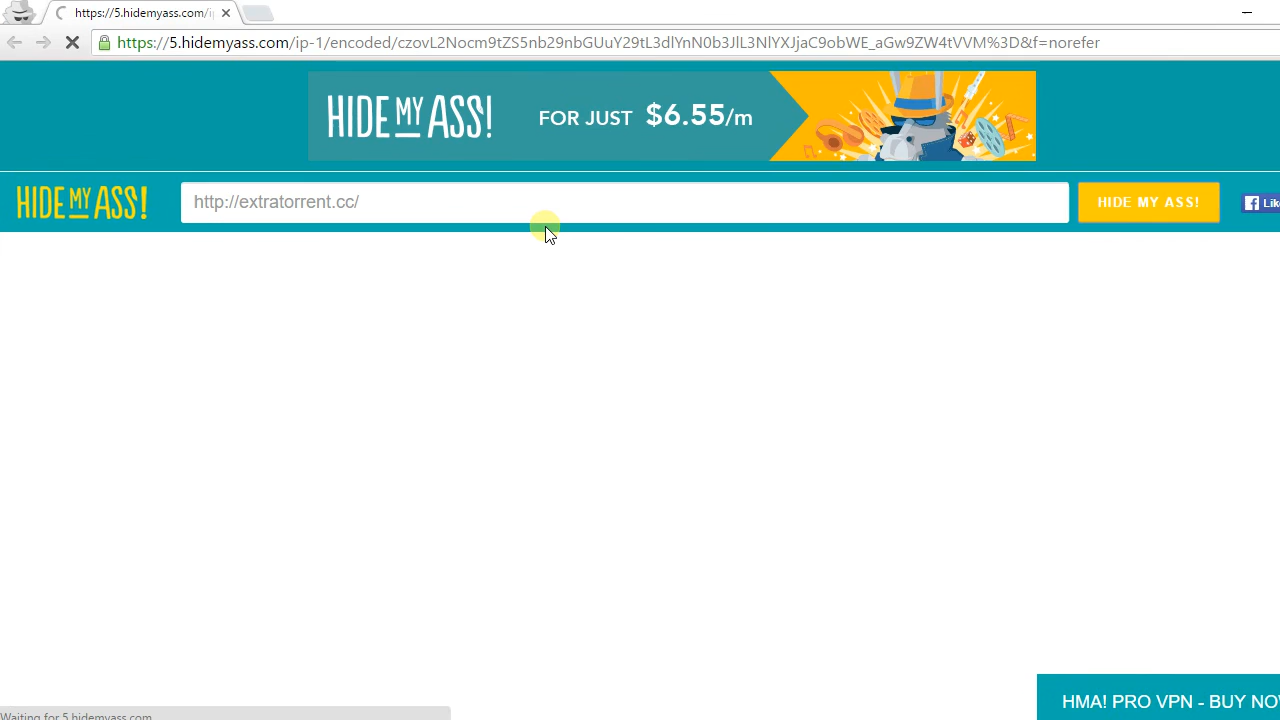 https://5.hidemyass.com/ip
https://5.hidemyass.com/ip-1/encoded/czovL2Nocm9tZS5nb29nbGUuY29tL3dlYnN0b3JlL3NlYXJjaC9obWE_aGw9ZW4tVVM%3D&f=norefer
HIDE MY ASS! FOR JUST $6.55/m
HIDE MY ASS! http://extratorrent.cc/ HIDE MY ASS! Lik
HMA! PRO VPN - BUY NO
Waiting for 5.hidemyass.com